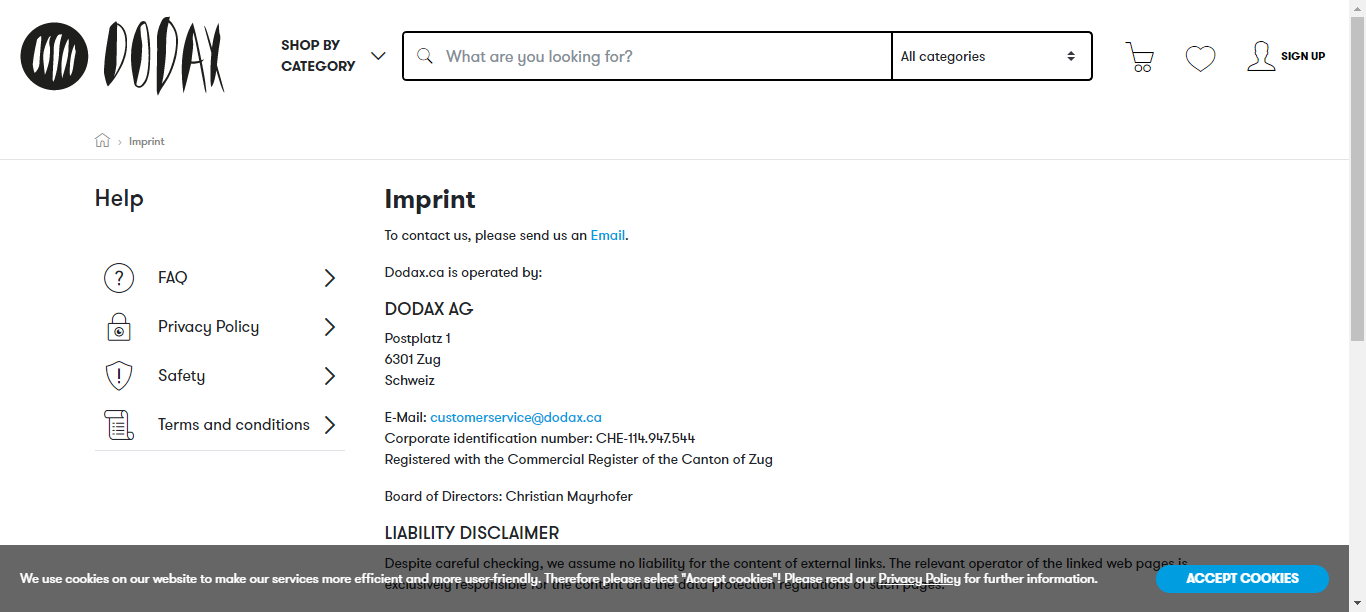 DODAX
SHOP BY
CATEGORY
What are you looking for?
All categories
SIGN UP
Imprint
Help
FAQ
Privacy Policy
Safety
Terms and conditions
Imprint
To contact us, please send us an Email.
Dodax.ca is operated by:
DODAX AG
Postplatz 1
6301 Zug
Schweiz
E-Mail: customerservice@dodax.ca
Corporate identification number: CHE-114.947.544
Registered with the Commercial Register of the Canton of Zug
Board of Directors: Christian Mayrhofer
LIABILITY DISCLAIMER
Despite careful checking, we assume no liability for the content of external links. The relevant operator of the linked web pages is
exclusively responsible for the content and the data protection regulations of such pages.
We use cookies on our website to make our services more efficient and more user-friendly. Therefore please select "Accept cookies"! Please read our Privacy Policy for further information.
ACCEPT COOKIES